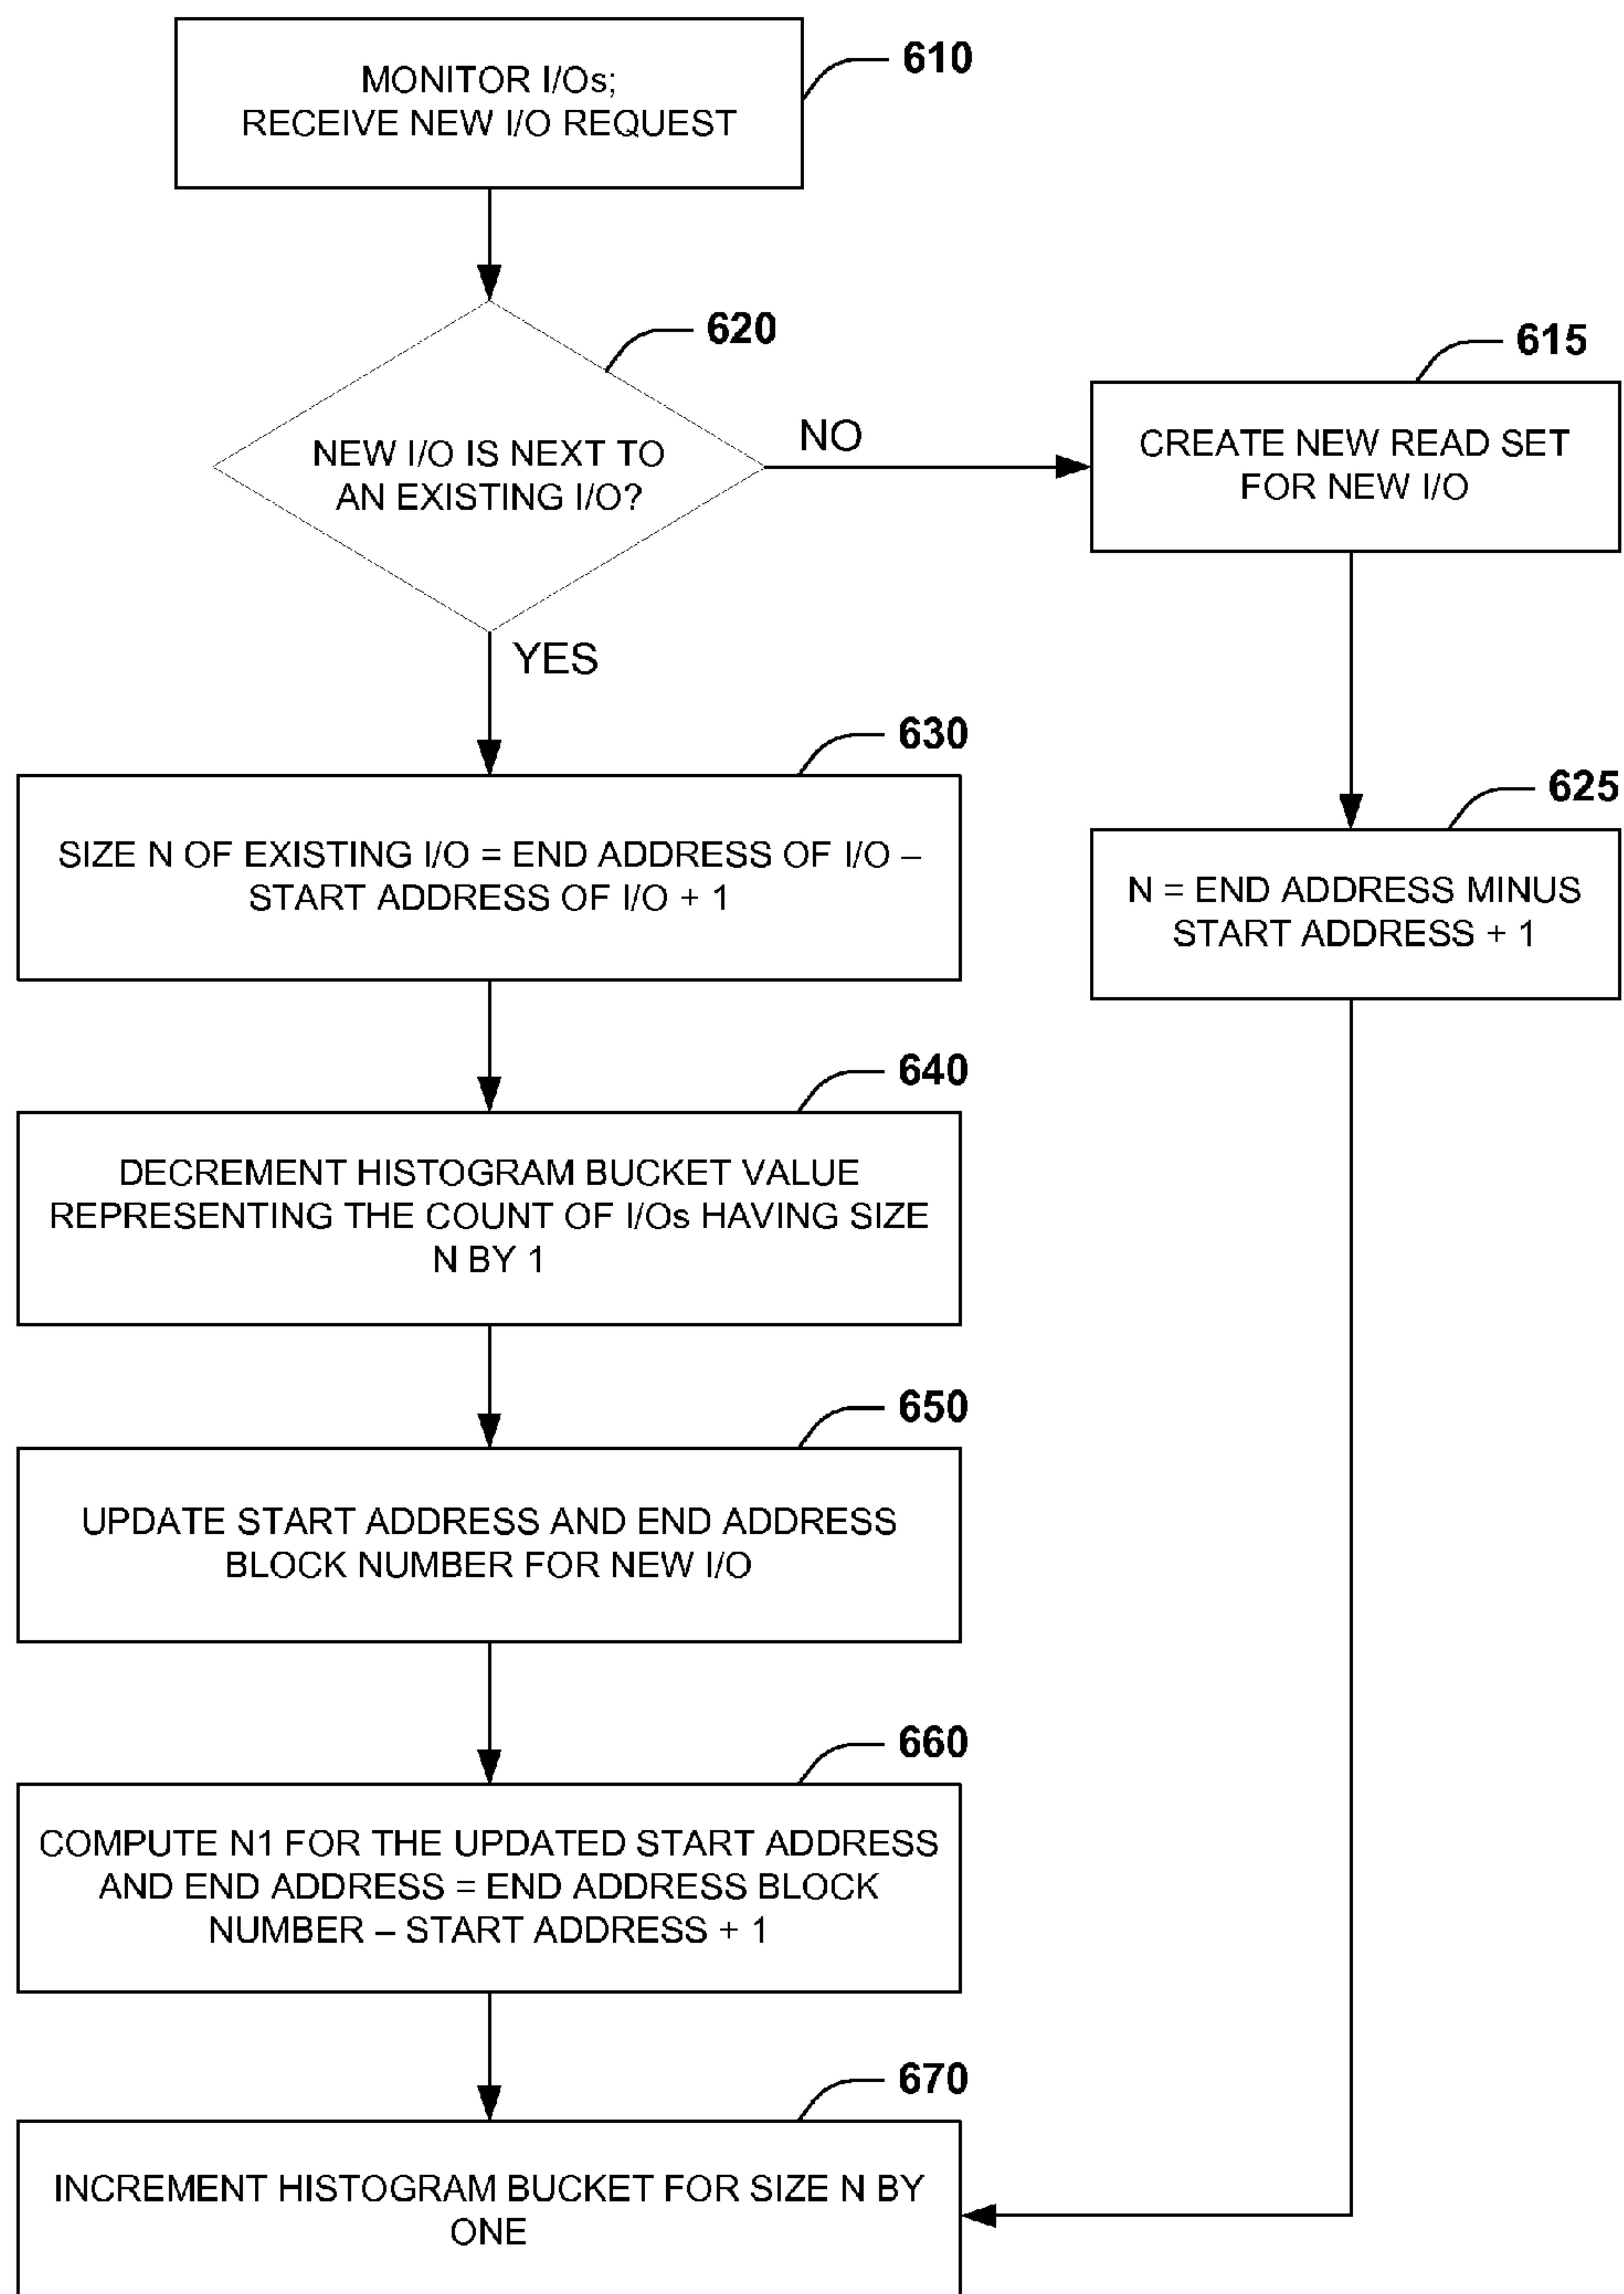 MONITOR I/Os;
RECEIVE NEW I/O REQUEST
610
620
NEW I/O IS NEXT TO
AN EXISTING I/O?
NO
615
CREATE NEW READ SET
FOR NEW I/O
YES
630
SIZE N OF EXISTING I/O = END ADDRESS OF I/O –
START ADDRESS OF I/O + 1
625
N = END ADDRESS MINUS
START ADDRESS + 1
640
DECREMENT HISTOGRAM BUCKET VALUE
REPRESENTING THE COUNT OF I/Os HAVING SIZE
N BY 1
650
UPDATE START ADDRESS AND END ADDRESS
BLOCK NUMBER FOR NEW I/O
660
COMPUTE N1 FOR THE UPDATED START ADDRESS
AND END ADDRESS = END ADDRESS BLOCK
NUMBER – START ADDRESS + 1
670
INCREMENT HISTOGRAM BUCKET FOR SIZE N BY
ONE